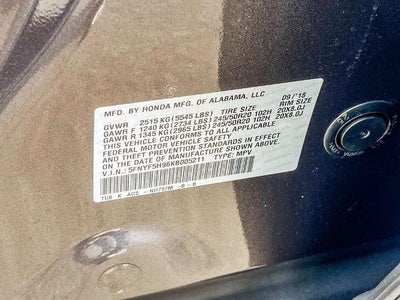 MFD. BY HONDA MFG. OF ALABAMA, LLC 09/'18
GVWR 2515 KG (5545 LBS) TIRE SIZE RIM SIZE
GAWR F 1240 KG (2734 LBS) 245/50R20 102H 20X8.0J
GAWR R 1345 KG (2965 LBS) 245/50R20 102H 20X8.0J
THIS VEHICLE CONFORMS TO ALL APPLICABLE
FEDERAL MOTOR VEHICLE SAFETY STANDARDS IN EFFECT
ON THE DATE OF MANUFACTURE SHOWN ABOVE.
V.I.N.: 5FNYF5H96KB005211 TYPE: MPV
TG8 K AG5